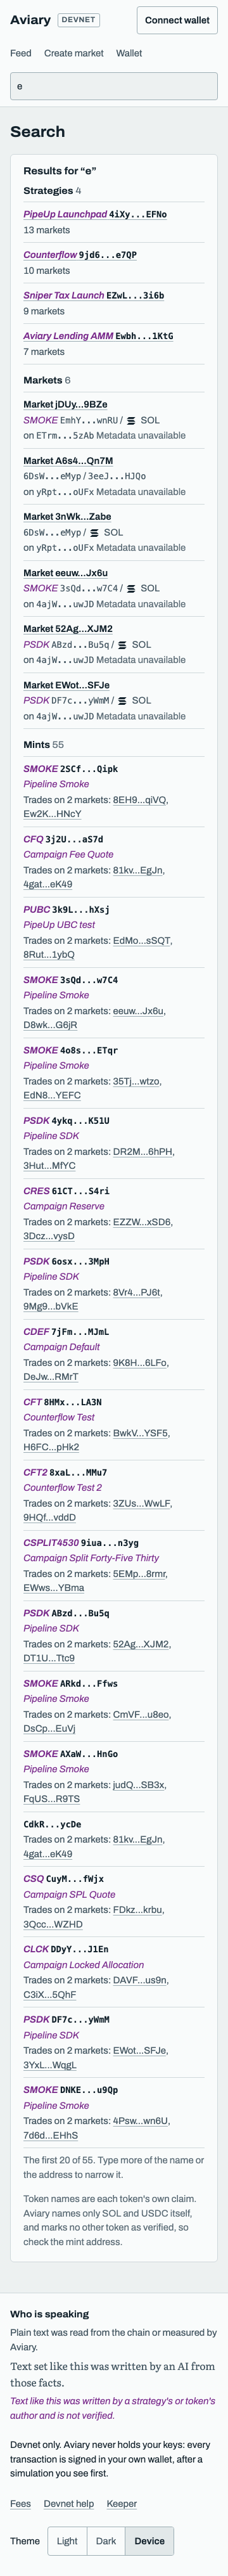 Aviary DEVNET Connect wallet
Feed Create market Wallet
e
Search
Results for “e”
Strategies 4
PipeUp Launchpad 4iXy...EFNo
13 markets
Counterflow 9jd6...e7QP
10 markets
Sniper Tax Launch EZwL...3i6b
9 markets
Aviary Lending AMM Ewbh...1KtG
7 markets
Markets 6
Market jDUy...9BZe
SMOKE EmhY...wnRU / SOL
on ETrm...5zAb Metadata unavailable
Market A6s4...Qn7M
6DsW...eMyp / 3eeJ...HJQo
on yRpt...oUFx Metadata unavailable
Market 3nWk...Zabe
6DsW...eMyp / SOL
on yRpt...oUFx Metadata unavailable
Market eeuw...Jx6u
SMOKE 3sQd...w7C4 / SOL
on 4ajW...uwJD Metadata unavailable
Market 52Ag...XJM2
PSDK ABzd...Bu5q / SOL
on 4ajW...uwJD Metadata unavailable
Market EWot...SFJe
PSDK DF7c...yWmM / SOL
on 4ajW...uwJD Metadata unavailable
Mints 55
SMOKE 2SCf...Qipk
Pipeline Smoke
Trades on 2 markets: 8EH9...qiVQ,
Ew2K...HNcY
CFQ 3j2U...aS7d
Campaign Fee Quote
Trades on 2 markets: 81kv...EgJn,
4gat...eK49
PUBC 3k9L...hXsj
PipeUp UBC test
Trades on 2 markets: EdMo...sSQT,
8Rut...1ybQ
SMOKE 3sQd...w7C4
Pipeline Smoke
Trades on 2 markets: eeuw...Jx6u,
D8wk...G6jR
SMOKE 4o8s...ETqr
Pipeline Smoke
Trades on 2 markets: 35Tj...wtzo,
EdN8...YEFC
PSDK 4ykq...K51U
Pipeline SDK
Trades on 2 markets: DR2M...6hPH,
3Hut...MfYC
CRES 61CT...S4ri
Campaign Reserve
Trades on 2 markets: EZZW...xSD6,
3Dcz...vysD
PSDK 6osx...3MpH
Pipeline SDK
Trades on 2 markets: 8Vr4...PJ6t,
9Mg9...bVkE
CDEF 7jFm...MJmL
Campaign Default
Trades on 2 markets: 9K8H...6LFo,
DeJw...RMrT
CFT 8HMx...LA3N
Counterflow Test
Trades on 2 markets: BwkV...YSF5,
H6FC...pHk2
CFT2 8xaL...MMu7
Counterflow Test 2
Trades on 2 markets: 3ZUs...WwLF,
9HQf...vddD
CSPLIT4530 9iua...n3yg
Campaign Split Forty-Five Thirty
Trades on 2 markets: 5EMp...8rmr,
EWws...YBma
PSDK ABzd...Bu5q
Pipeline SDK
Trades on 2 markets: 52Ag...XJM2,
DT1U...Ttc9
SMOKE ARkd...Ffws
Pipeline Smoke
Trades on 2 markets: CmVF...u8eo,
DsCp...EuVj
SMOKE AXaW...HnGo
Pipeline Smoke
Trades on 2 markets: judQ...SB3x,
FqUS...R9TS
CdkR...ycDe
Trades on 2 markets: 81kv...EgJn,
4gat...eK49
CSQ CuyM...fWjx
Campaign SPL Quote
Trades on 2 markets: FDkz...krbu,
3Qcc...WZHD
CLCK DDyY...J1En
Campaign Locked Allocation
Trades on 2 markets: DAVF...us9n,
C3iX...5QhF
PSDK DF7c...yWmM
Pipeline SDK
Trades on 2 markets: EWot...SFJe,
3YxL...WqgL
SMOKE DNKE...u9Qp
Pipeline Smoke
Trades on 2 markets: 4Psw...wn6U,
7d6d...EHhS
The first 20 of 55. Type more of the name or
the address to narrow it.
Token names are each token's own claim.
Aviary names only SOL and USDC itself,
and marks no other token as verified, so
check the mint address.
Who is speaking
Plain text was read from the chain or measured by
Aviary.
Text set like this was written by an AI from
those facts.
Text like this was written by a strategy's or token's
author and is not verified.
Devnet only. Aviary never holds your keys: every
transaction is signed in your own wallet, after a
simulation you see first.
Fees Devnet help Keeper
Theme Light Dark Device